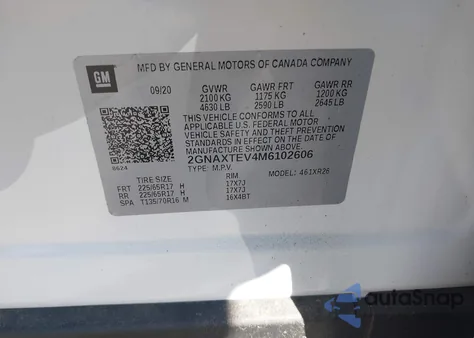 GM
MFD BY GENERAL MOTORS OF CANADA COMPANY
09/20 GVWR GAWR FRT GAWR RR
2100 KG 1175 KG 1200 KG
4630 LB 2590 LB 2645 LB
THIS VEHICLE CONFORMS TO ALL
APPLICABLE U.S. FEDERAL MOTOR
VEHICLE SAFETY AND THEFT PREVENTION
STANDARDS IN EFFECT ON THE DATE OF
MANUFACTURE SHOWN ABOVE.
2GNAXTEV4M6102606
TYPE: M.P.V. MODEL: 461XR26
8624
TIRE SIZE RIM
FRT 225/65R17 H 17X7J
RR 225/65R17 H 17X7J
SPA T135/70R16 M 16X4BT
autoSnap